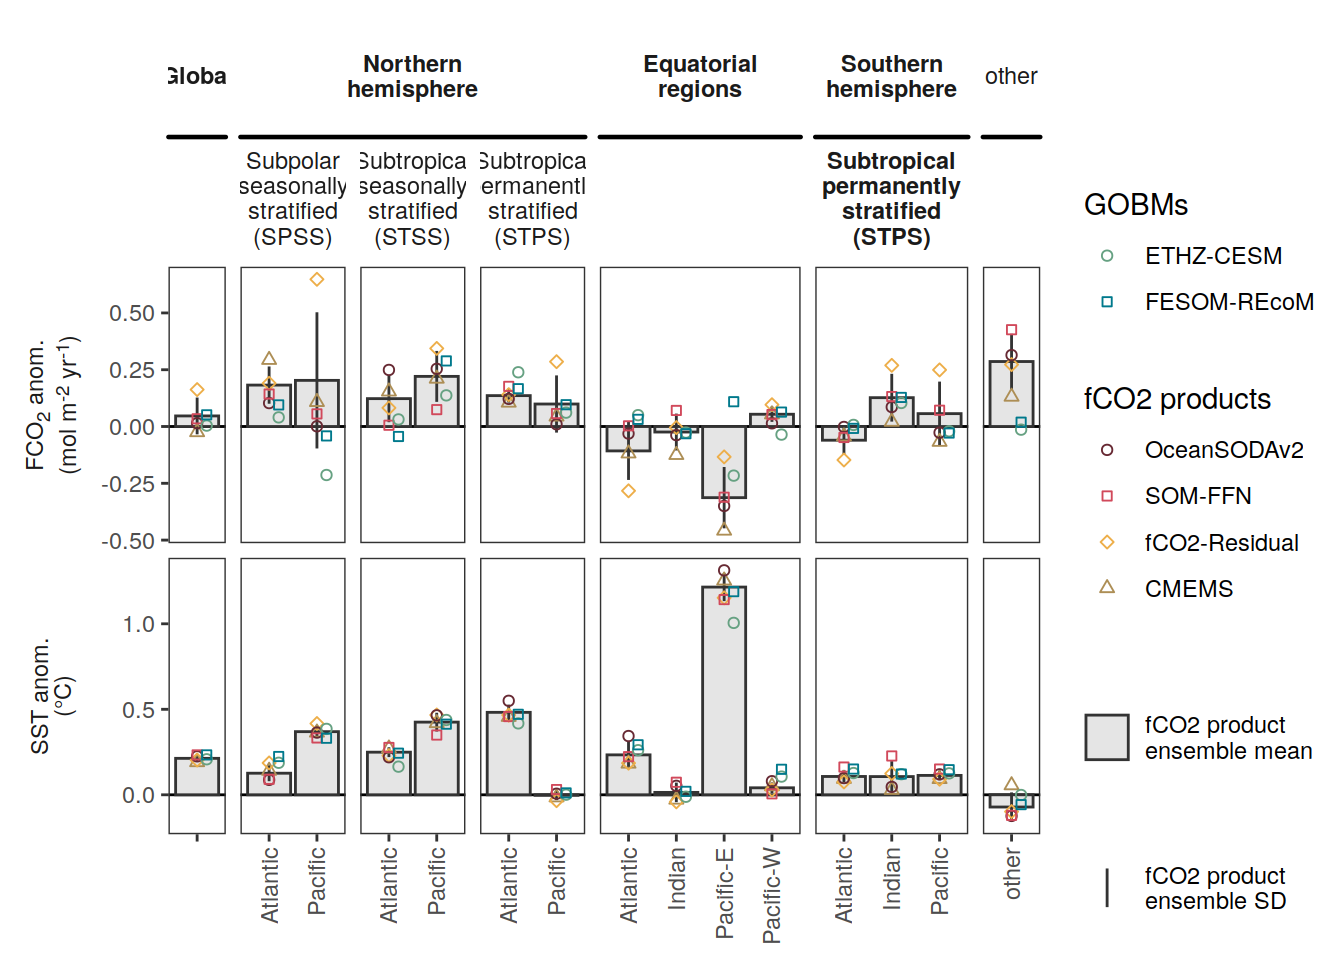 Globa
Northern
hemisphere
Equatorial
regions
Southern
hemisphere
other
Subpolar
seasonally
stratified
(SPSS)
Subtropica
seasonally
stratified
(STSS)
Subtropica
ermanentl
stratified
(STPS)
Subtropical
permanently
stratified
(STPS)
FCO2 anom.
(mol m-2 yr-1)
0.50
0.25
0.00
-0.25
-0.50
SST anom.
(°C)
1.0
0.5
0.0
Atlantic
Pacific
Atlantic
Pacific
Atlantic
Pacific
Atlantic
Indian
Pacific-E
Pacific-W
Atlantic
Indian
Pacific
other
GOBMs
ETHZ-CESM
FESOM-REcoM
fCO2 products
OceanSODAv2
SOM-FFN
fCO2-Residual
CMEMS
fCO2 product
ensemble mean
fCO2 product
ensemble SD